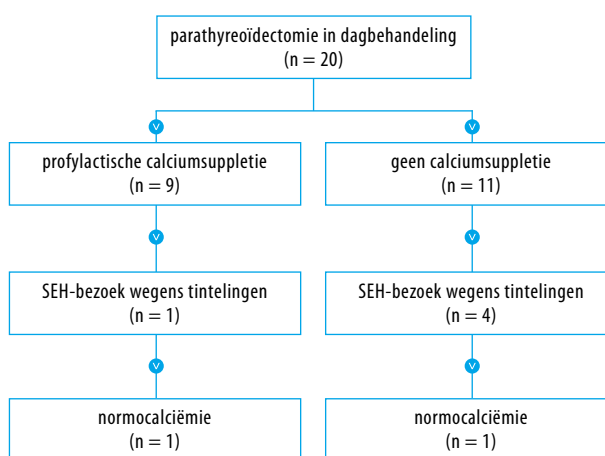 parathyreoïdectomie in dagbehandeling
(n = 20)
profylactische calciumsuppletie
(n = 9)
geen calciumsuppletie
(n = 11)
SEH-bezoek wegens tintelingen
(n = 1)
SEH-bezoek wegens tintelingen
(n = 4)
normocalciëmie
(n = 1)
normocalciëmie
(n = 1)